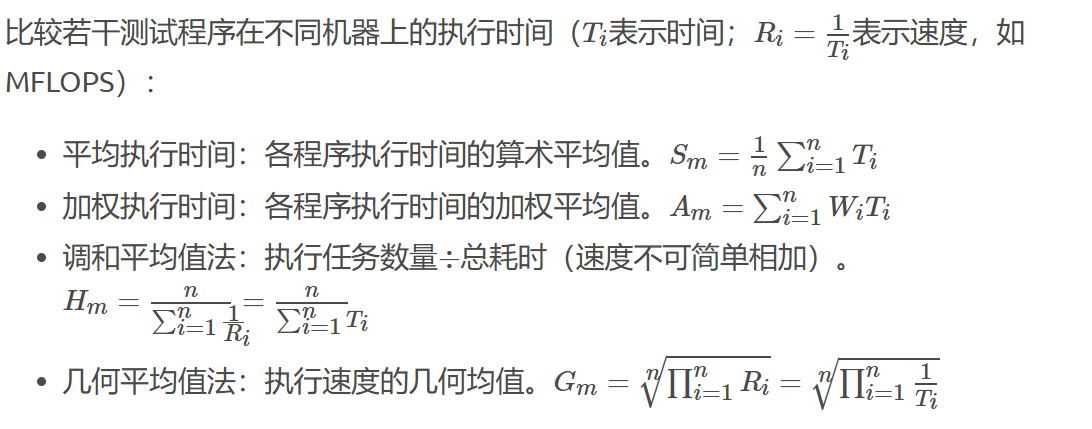 比较若干测试程序在不同机器上的执行时间（$T_i$表示时间；$R_i = \frac{1}{T_i}$表示速度，如
MFLOPS）：
• 平均执行时间：各程序执行时间的算术平均值。$S_m = \frac{1}{n} \sum_{i=1}^{n} T_i$
• 加权执行时间：各程序执行时间的加权平均值。$A_m = \sum_{i=1}^{n} W_i T_i$
• 调和平均值法：执行任务数量÷总耗时（速度不可简单相加）。
$H_m = \frac{n}{\sum_{i=1}^{n} \frac{1}{R_i}} = \frac{n}{\sum_{i=1}^{n} T_i}$
• 几何平均值法：执行速度的几何均值。$G_m = \sqrt[n]{\prod_{i=1}^{n} R_i} = \sqrt[n]{\prod_{i=1}^{n} \frac{1}{T_i}}$